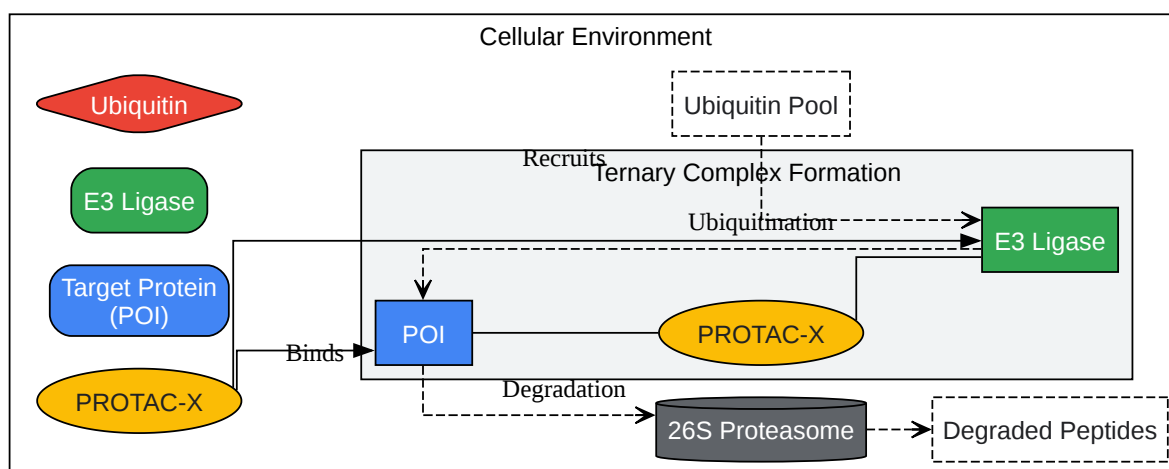 Cellular Environment
Ubiquitin
Ubiquitin Pool
Recruits
Ternary Complex Formation
E3 Ligase
Ubiquitination
E3 Ligase
Target Protein
(POI)
POI
PROTAC-X
Binds
PROTAC-X
Degradation
26S Proteasome
Degraded Peptides